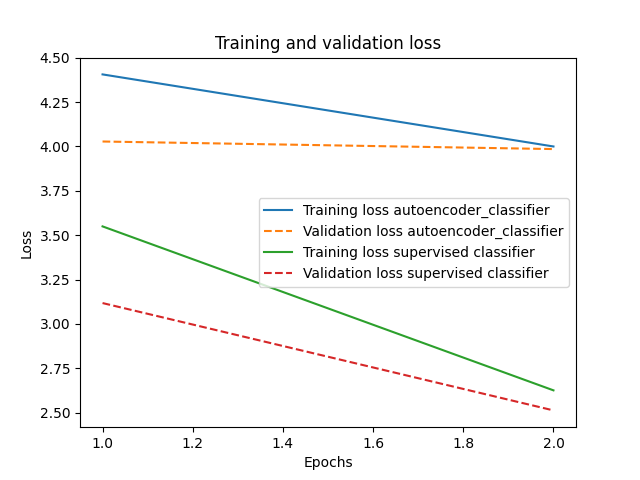 Training and validation loss
4.50
4.25
4.00
3.75
3.50
3.25
3.00
2.75
2.50
Loss
Training loss autoencoder_classifier
Validation loss autoencoder_classifier
Training loss supervised classifier
Validation loss supervised classifier
1.0 1.2 1.4 1.6 1.8 2.0
Epochs